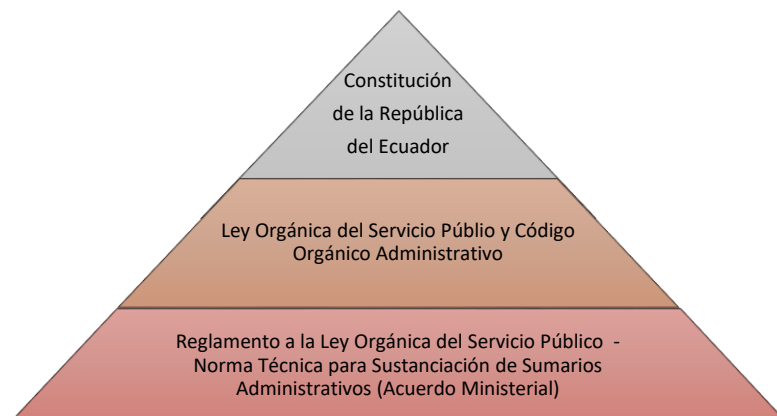 Constitución
de la República
del Ecuador
Ley Orgánica del Servicio Públio y Código
Orgánico Administrativo
Reglamento a la Ley Orgánica del Servicio Público -
Norma Técnica para Sustanciación de Sumarios
Administrativos (Acuerdo Ministerial)